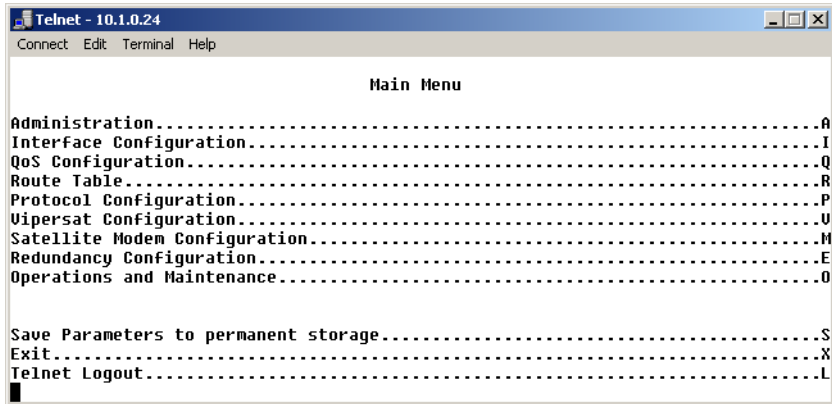 Telnet - 10.1.0.24
Connect Edit Terminal Help
Main Menu
Administration..............................................................A
Interface Configuration.....................................................I
QoS Configuration...........................................................Q
Route Table.................................................................R
Protocol Configuration......................................................P
Vipersat Configuration......................................................V
Satellite Modem Configuration...............................................M
Redundancy Configuration....................................................E
Operations and Maintenance..................................................O
Save Parameters to permanent storage........................................S
Exit........................................................................X
Telnet Logout...............................................................L